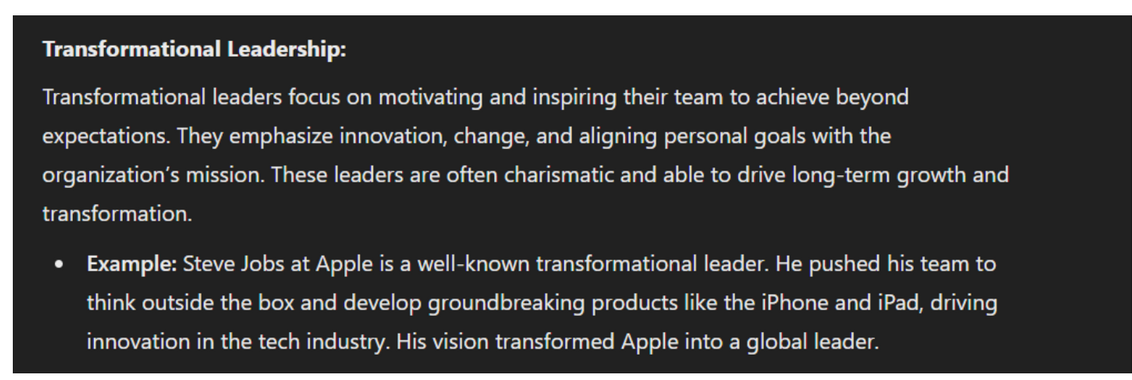 Transformational Leadership:
Transformational leaders focus on motivating and inspiring their team to achieve beyond
expectations. They emphasize innovation, change, and aligning personal goals with the
organization’s mission. These leaders are often charismatic and able to drive long-term growth and
transformation.
• Example: Steve Jobs at Apple is a well-known transformational leader. He pushed his team to
think outside the box and develop groundbreaking products like the iPhone and iPad, driving
innovation in the tech industry. His vision transformed Apple into a global leader.